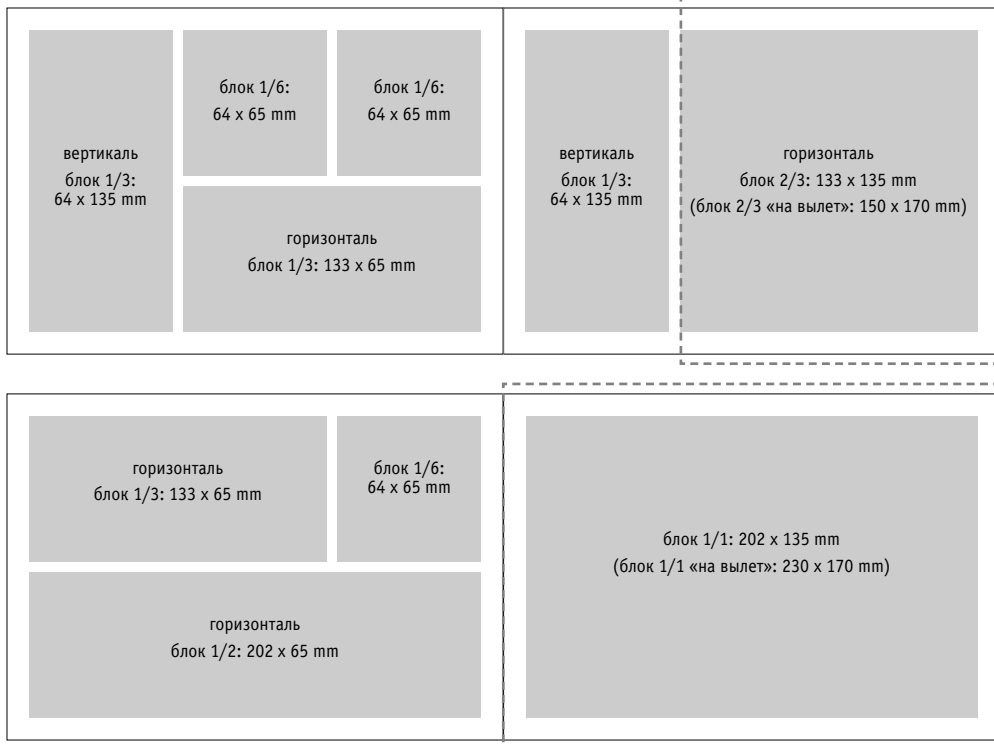 вертикаль
блок 1/3:
64 x 135 mm
блок 1/6:
64 x 65 mm
блок 1/6:
64 x 65 mm
горизонталь
блок 1/3: 133 x 65 mm
вертикаль
блок 1/3:
64 x 135 mm
горизонталь
блок 2/3: 133 x 135 mm
(блок 2/3 «на вылет»: 150 x 170 mm)
горизонталь
блок 1/3: 133 x 65 mm
блок 1/6:
64 x 65 mm
горизонталь
блок 1/2: 202 x 65 mm
блок 1/1: 202 x 135 mm
(блок 1/1 «на вылет»: 230 x 170 mm)